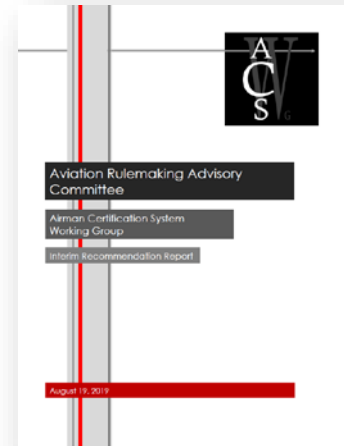 A
C
S
W
G
Aviation Rulemaking Advisory
Committee
Airman Certification System
Working Group
Interim Recommendation Report
August 19, 2019